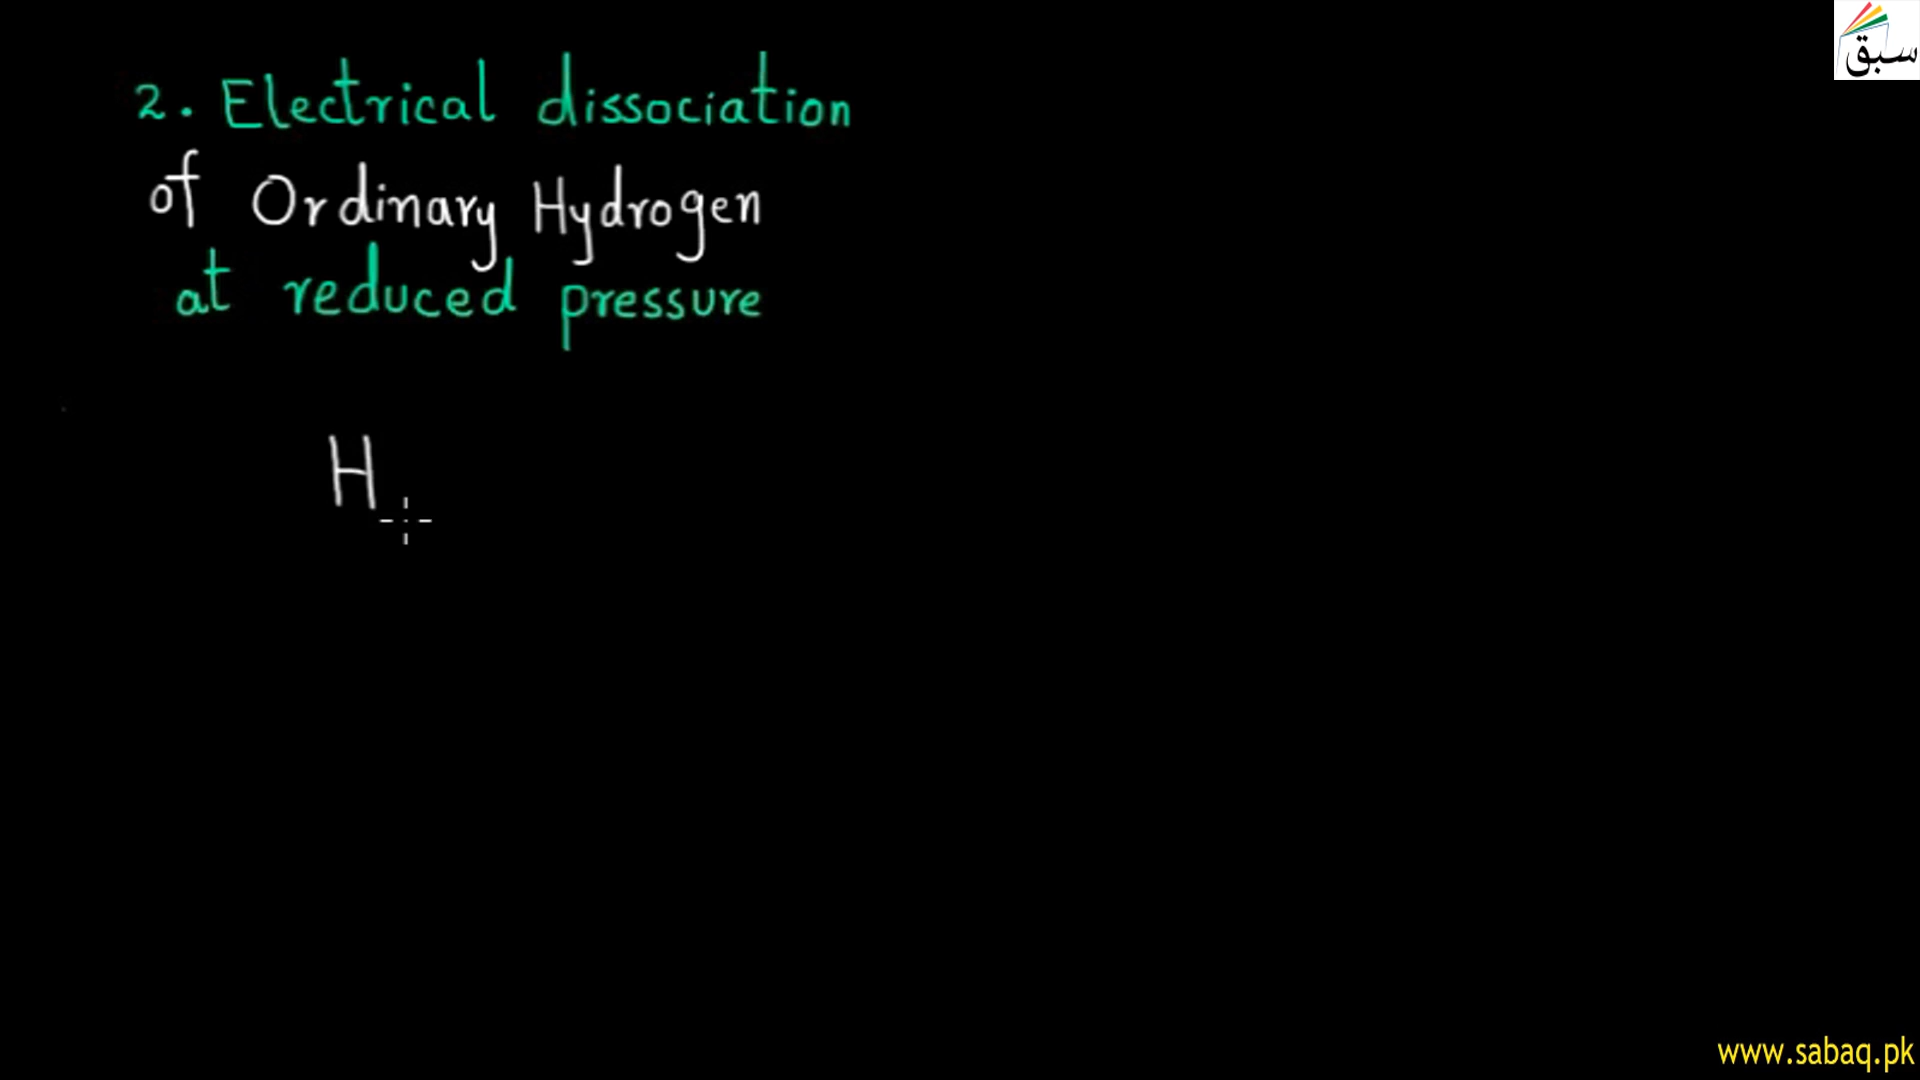 سبق
2. Electrical dissociation
of Ordinary Hydrogen
at reduced pressure
H
www.sabaq.pk